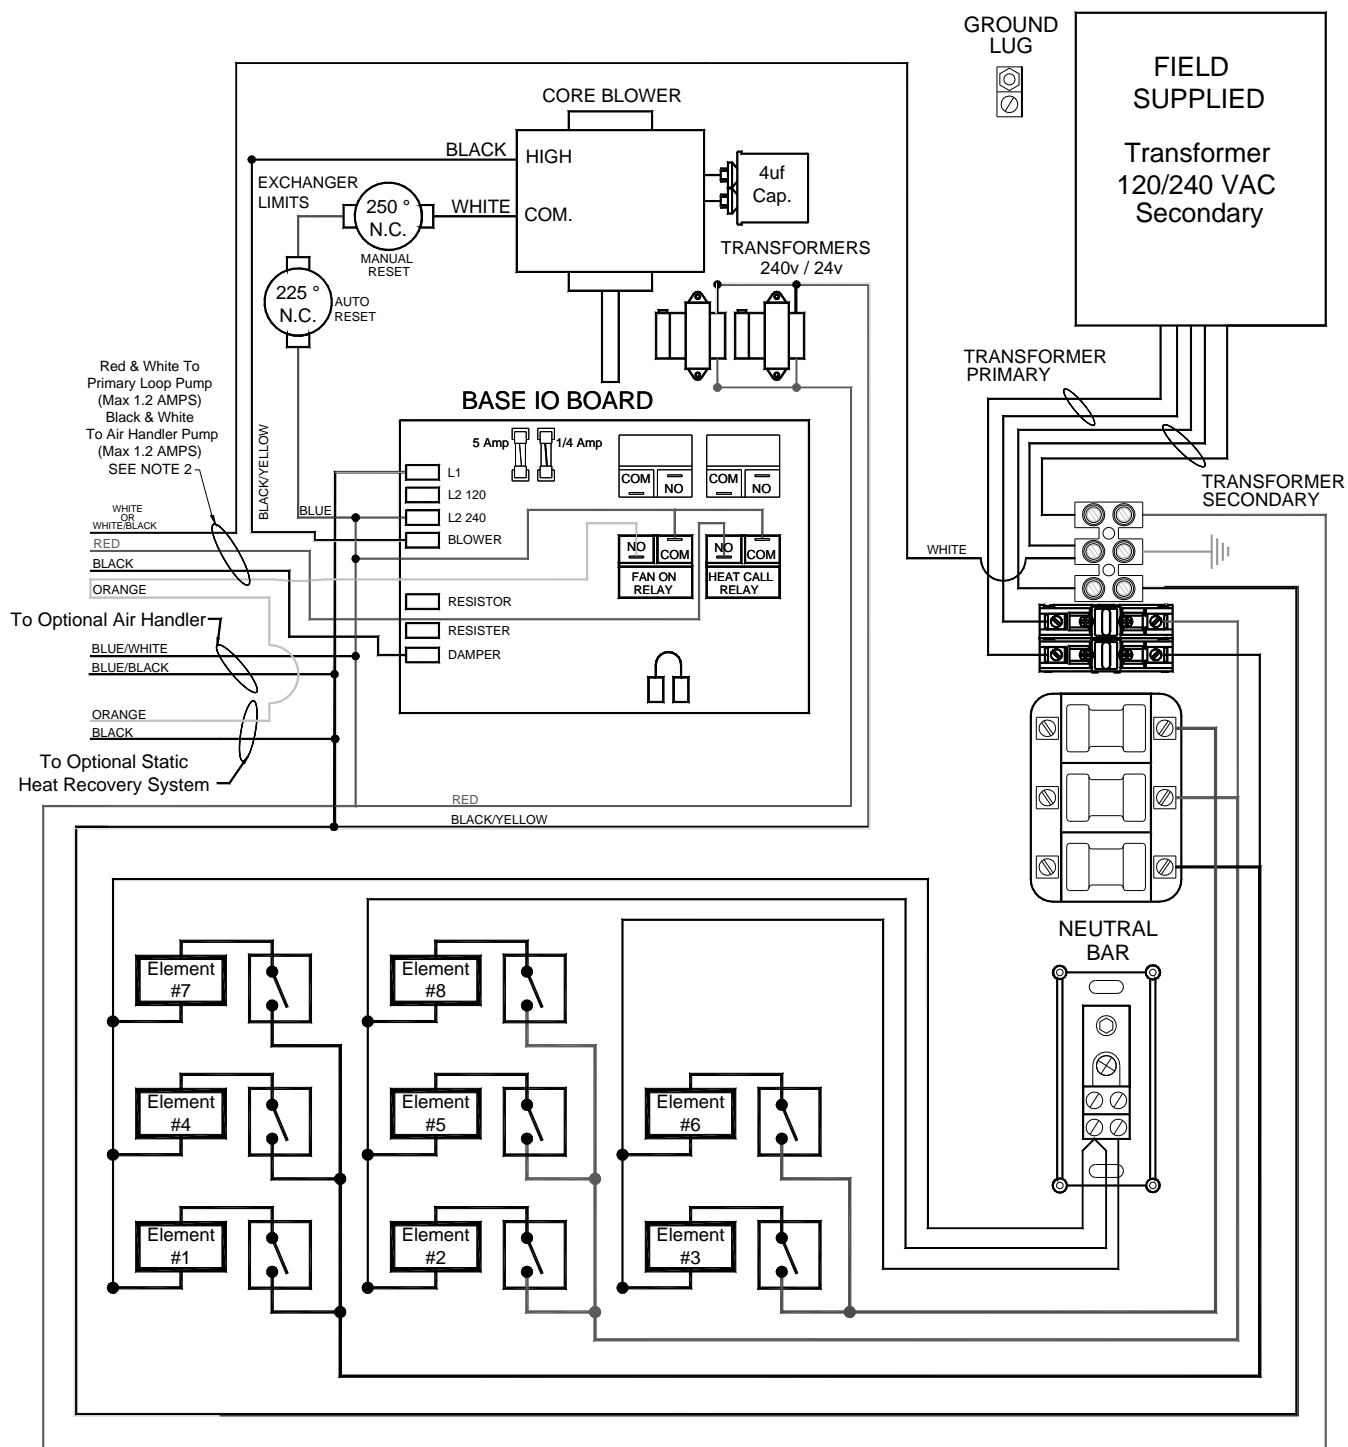 GROUND
LUG
FIELD
SUPPLIED
Transformer
120/240 VAC
Secondary
CORE BLOWER
BLACK
HIGH
EXCHANGER
LIMITS
250 °
N.C.
WHITE
COM.
4uf
Cap.
MANUAL
RESET
TRANSFORMERS
240v / 24v
225 °
N.C.
AUTO
RESET
TRANSFORMER
PRIMARY
Red & White To
Primary Loop Pump
(Max 1.2 AMPS)
Black & White
To Air Handler Pump
(Max 1.2 AMPS)
SEE NOTE 2
BASE IO BOARD
5 Amp
1/4 Amp
BLACK/YELLOW
L1
COM
NO
COM
NO
TRANSFORMER
SECONDARY
L2 120
BLUE
L2 240
WHITE
OR
WHITE/BLACK
BLOWER
RED
NO
COM
NO
COM
WHITE
BLACK
FAN ON
RELAY
HEAT CALL
RELAY
ORANGE
RESISTOR
To Optional Air Handler
RESISTER
BLUE/WHITE
DAMPER
BLUE/BLACK
ORANGE
BLACK
To Optional Static
Heat Recovery System
RED
BLACK/YELLOW
NEUTRAL
BAR
Element
#7
Element
#8
Element
#4
Element
#5
Element
#6
Element
#1
Element
#2
Element
#3